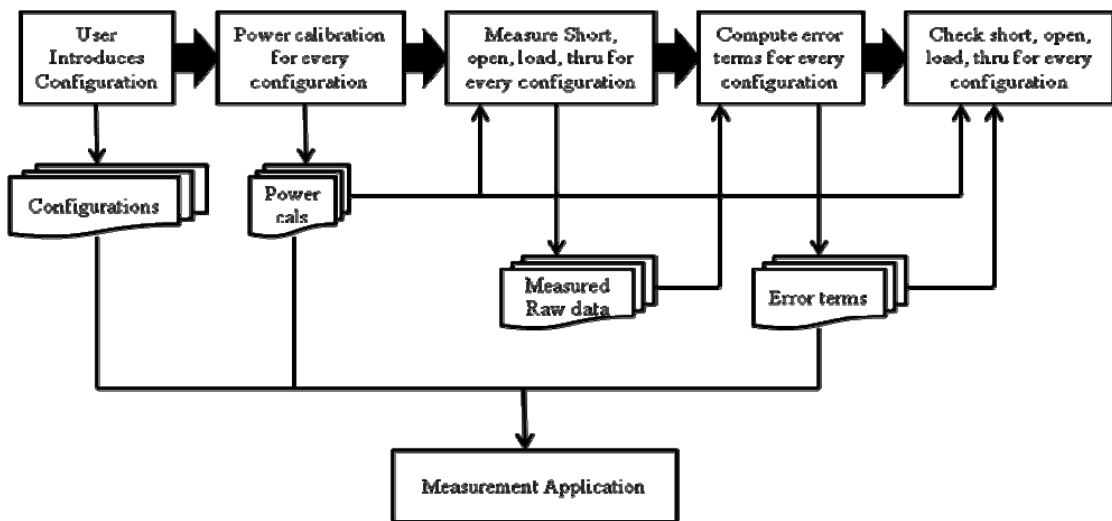 User
Introduces
Configuration
Power calibration
for every
configuration
Measure Short,
open, load, thru for
every configuration
Compute error
terms for every
configuration
Check short, open,
load, thru for every
configuration
Configurations
Power
cals
Measured
Raw data
Error terms
Measurement Application